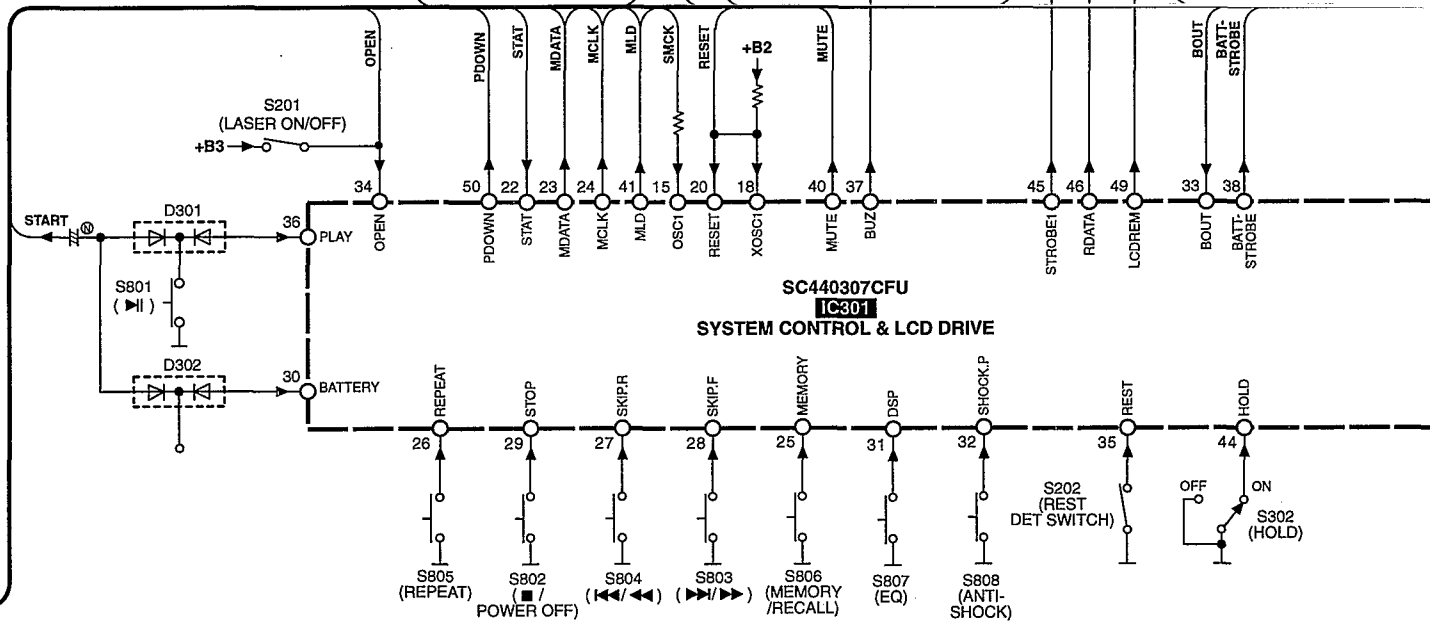 OPEN
PDOWN
STAT
MDATA
MCLK
MLD
SMCK
RESET
+B2
MUTE
BOUT
BATT-
STROBE
S201
(LASER ON/OFF)
+B3
34
50
22
23
24
41
15
20
18
40
37
45
46
49
33
38
OPEN
PDOWN
STAT
MDATA
MCLK
MLD
OSC1
RESET
XOSC1
MUTE
BUZ
STROBE1
RDATA
LCDREM
BOUT
BATT-
STROBE
START
N
D301
36
PLAY
S801
(▶II)
SC440307CFU
IC301
SYSTEM CONTROL & LCD DRIVE
D302
30
BATTERY
REPEAT
STOP
SKIP.R
SKIP.F
MEMORY
DSP
SHOCK.P
REST
HOLD
26
29
27
28
25
31
32
35
44
S202
(REST
DET SWITCH)
OFF
ON
S302
(HOLD)
S805
(REPEAT)
S802
(■ /
POWER OFF)
S804
(I◀◀/◀◀)
S803
(▶▶I/▶▶)
S806
(MEMORY
/RECALL)
S807
(EQ)
S808
(ANTI-
SHOCK)